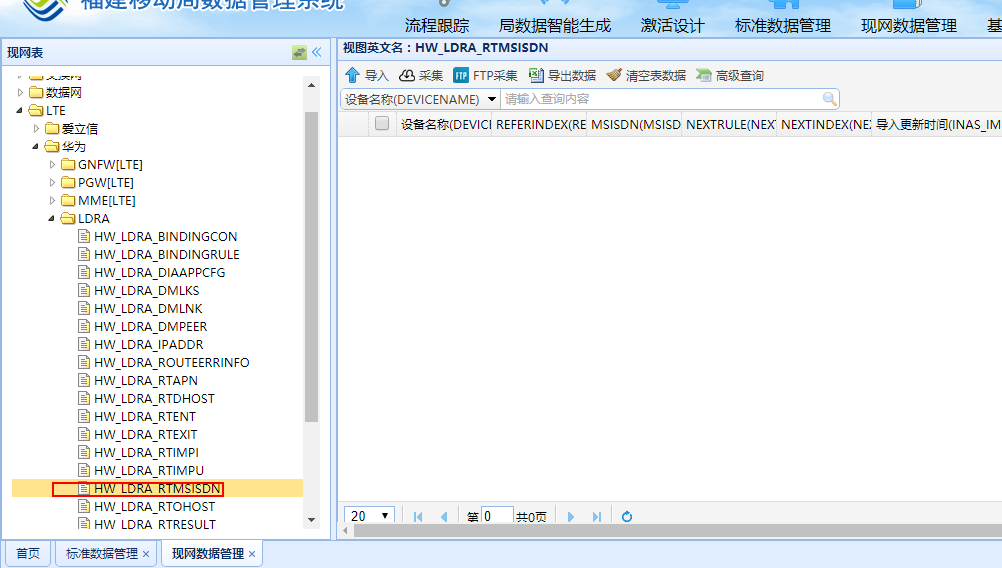 福建移动局数据管理系统
流程跟踪 局数据智能生成 激活设计 标准数据管理 现网数据管理 基
现网表
交换网
数据网
LTE
爱立信
华为
GNFW[LTE]
PGW[LTE]
MME[LTE]
LDRA
HW_LDRA_BINDINGCON
HW_LDRA_BINDINGRULE
HW_LDRA_DIAAPPCFG
HW_LDRA_DMLKS
HW_LDRA_DMLNK
HW_LDRA_DMPEER
HW_LDRA_IPADDR
HW_LDRA_ROUTEERRINFO
HW_LDRA_RTAPN
HW_LDRA_RTDHOST
HW_LDRA_RTENT
HW_LDRA_RTEXIT
HW_LDRA_RTIMPI
HW_LDRA_RTIMPU
HW_LDRA_RTMSISDN
HW_LDRA_RTOHOST
HW_LDRA_RTRESULT
视图英文名：HW_LDRA_RTMSISDN
导入 采集 FTP FTP采集 导出数据 清空表数据 高级查询
设备名称(DEVICENAME) 请输入查询内容
设备名称(DEVICI REFERINDEX(RE MSISDN(MSISD NEXTRULE(NEX NEXTINDEX(NE 导入更新时间(INAS_IM
20 第 0 共0页
首页 标准数据管理 × 现网数据管理 ×